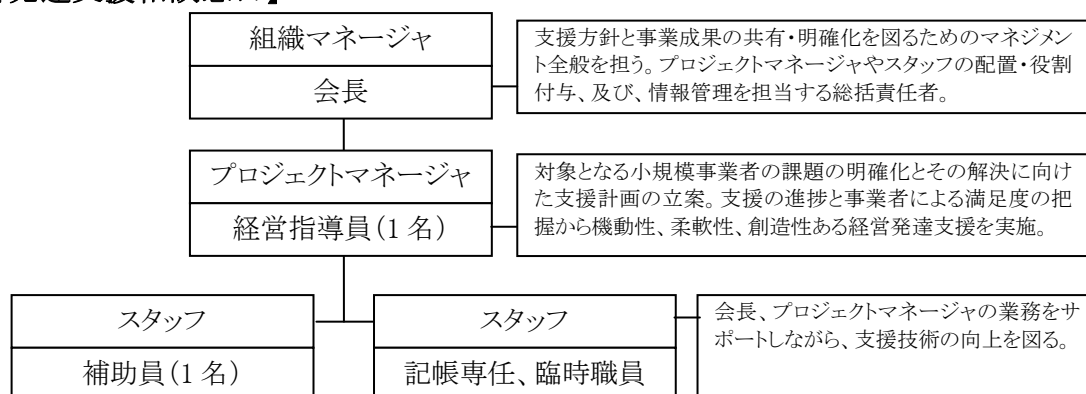 組織マネージャ
会長
支援方針と事業成果の共有・明確化を図るためのマネジメン
ト全般を担う。プロジェクトマネージャやスタッフの配置・役割
付与、及び、情報管理を担当する総括責任者。
プロジェクトマネージャ
経営指導員(1名)
対象となる小規模事業者の課題の明確化とその解決に向け
た支援計画の立案。支援の進捗と事業者による満足度の把
握から機動性、柔軟性、創造性ある経営発達支援を実施。
スタッフ
補助員(1名)
スタッフ
記帳専任、臨時職員
会長、プロジェクトマネージャの業務をサ
ポートしながら、支援技術の向上を図る。